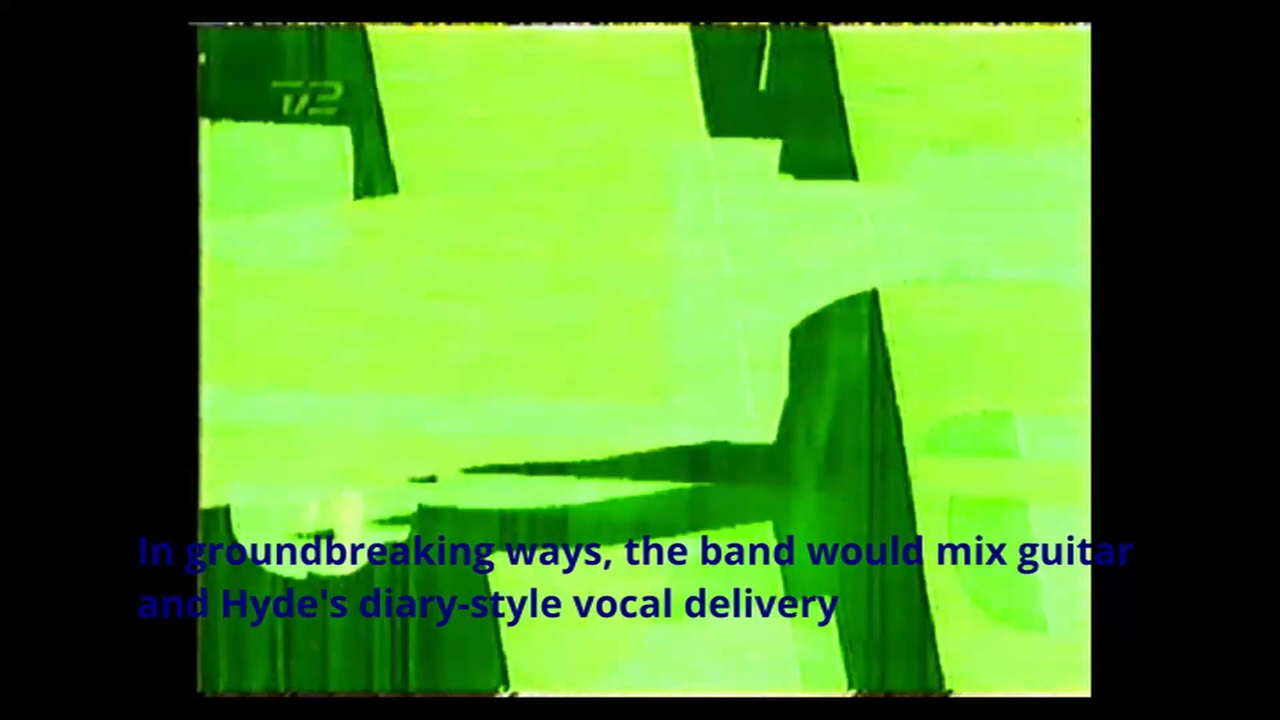 TV2
In groundbreaking ways, the band would mix guitar
and Hyde's diary-style vocal delivery